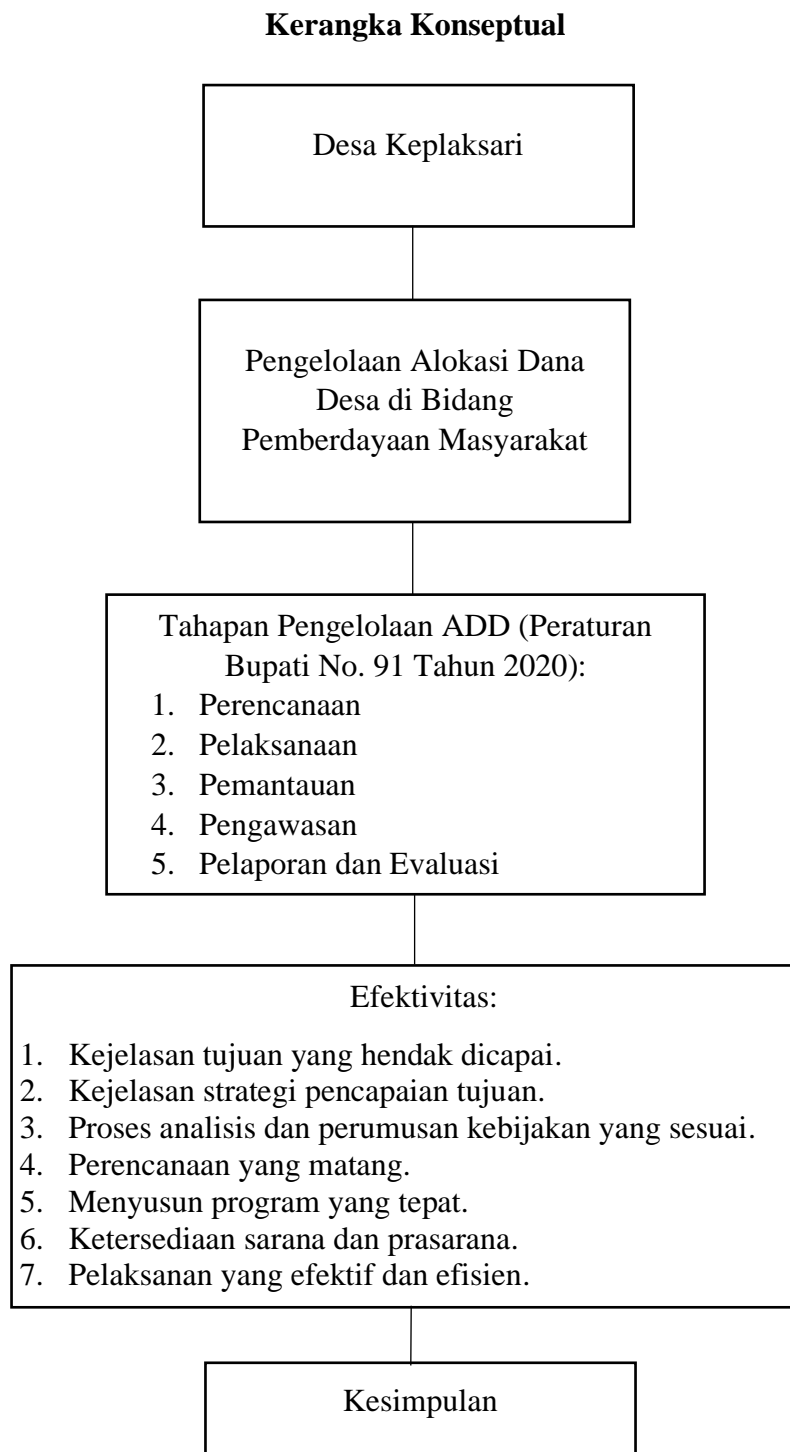 Kerangka Konseptual
Desa Keplaksari
Pengelolaan Alokasi Dana
Desa di Bidang
Pemberdayaan Masyarakat
Tahapan Pengelolaan ADD (Peraturan
Bupati No. 91 Tahun 2020):
1. Perencanaan
2. Pelaksanaan
3. Pemantauan
4. Pengawasan
5. Pelaporan dan Evaluasi
Efektivitas:
1. Kejelasan tujuan yang hendak dicapai.
2. Kejelasan strategi pencapaian tujuan.
3. Proses analisis dan perumusan kebijakan yang sesuai.
4. Perencanaan yang matang.
5. Menyusun program yang tepat.
6. Ketersediaan sarana dan prasarana.
7. Pelaksanan yang efektif dan efisien.
Kesimpulan